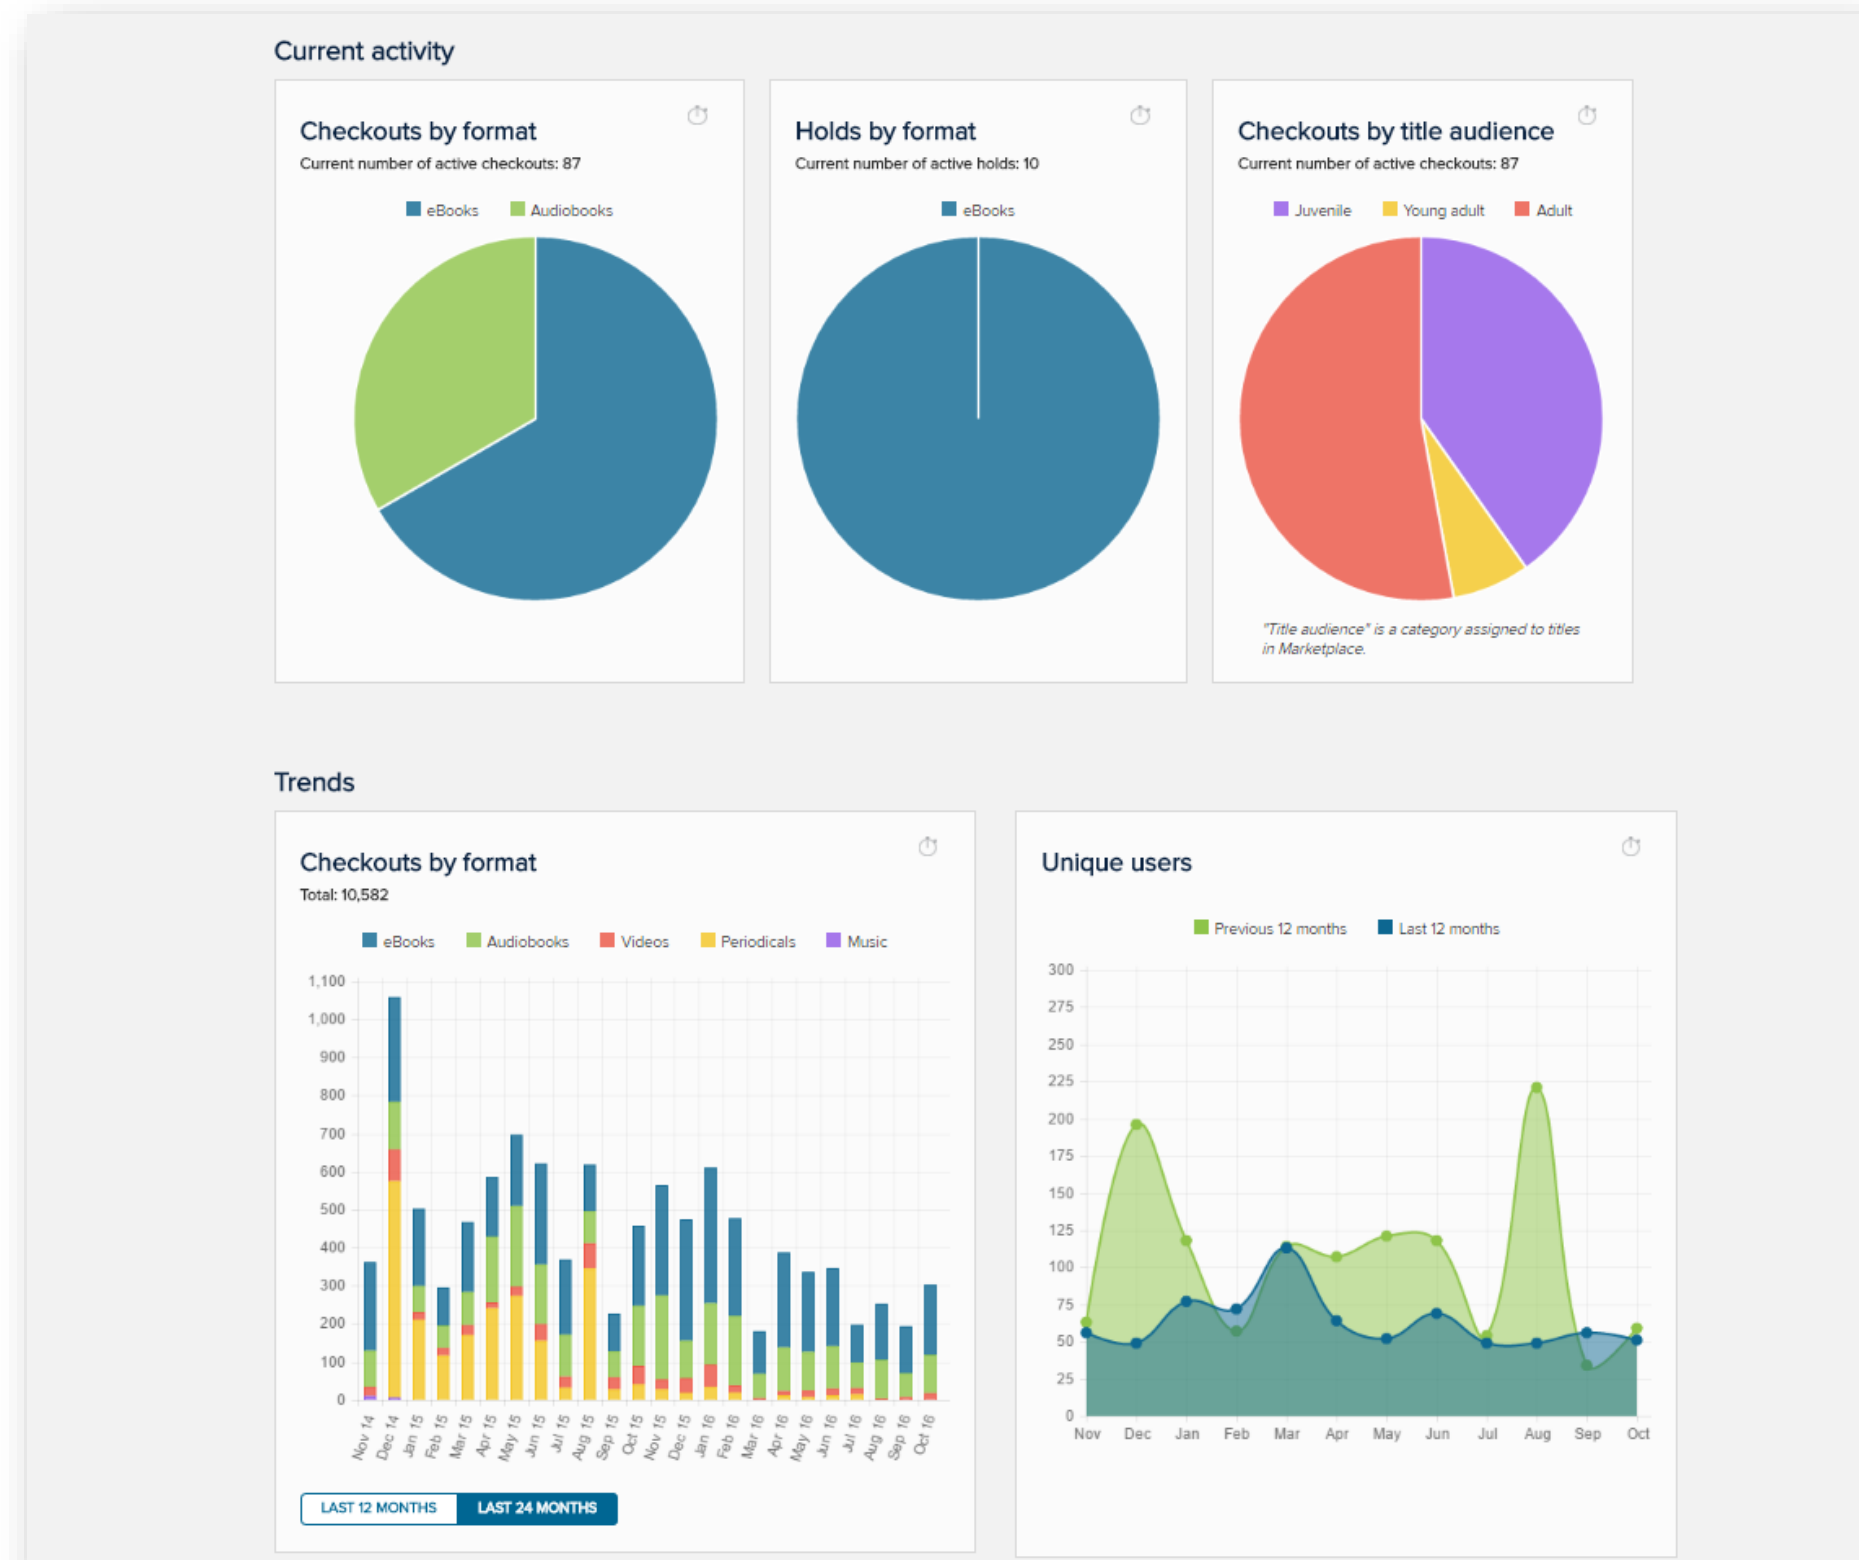 Current activity
Checkouts by format
Current number of active checkouts: 87
eBooks Audiobooks
Holds by format
Current number of active holds: 10
eBooks
Checkouts by title audience
Current number of active checkouts: 87
Juvenile Young adult Adult
"Title audience" is a category assigned to titles
in Marketplace.
Trends
Checkouts by format
Total: 10,582
eBooks Audiobooks Videos Periodicals Music
1,100
1,000
900
800
700
600
500
400
300
200
100
0
Nov 14 Dec 14 Jan 15 Feb 15 Mar 15 Apr 15 May 15 Jun 15 Jul 15 Aug 15 Sep 15 Oct 15 Nov 15 Dec 15 Jan 16 Feb 16 Mar 16 Apr 16 May 16 Jun 16 Jul 16 Aug 16 Sep 16 Oct 16
LAST 12 MONTHS LAST 24 MONTHS
Unique users
Previous 12 months Last 12 months
300
275
250
225
200
175
150
125
100
75
50
25
0
Nov Dec Jan Feb Mar Apr May Jun Jul Aug Sep Oct